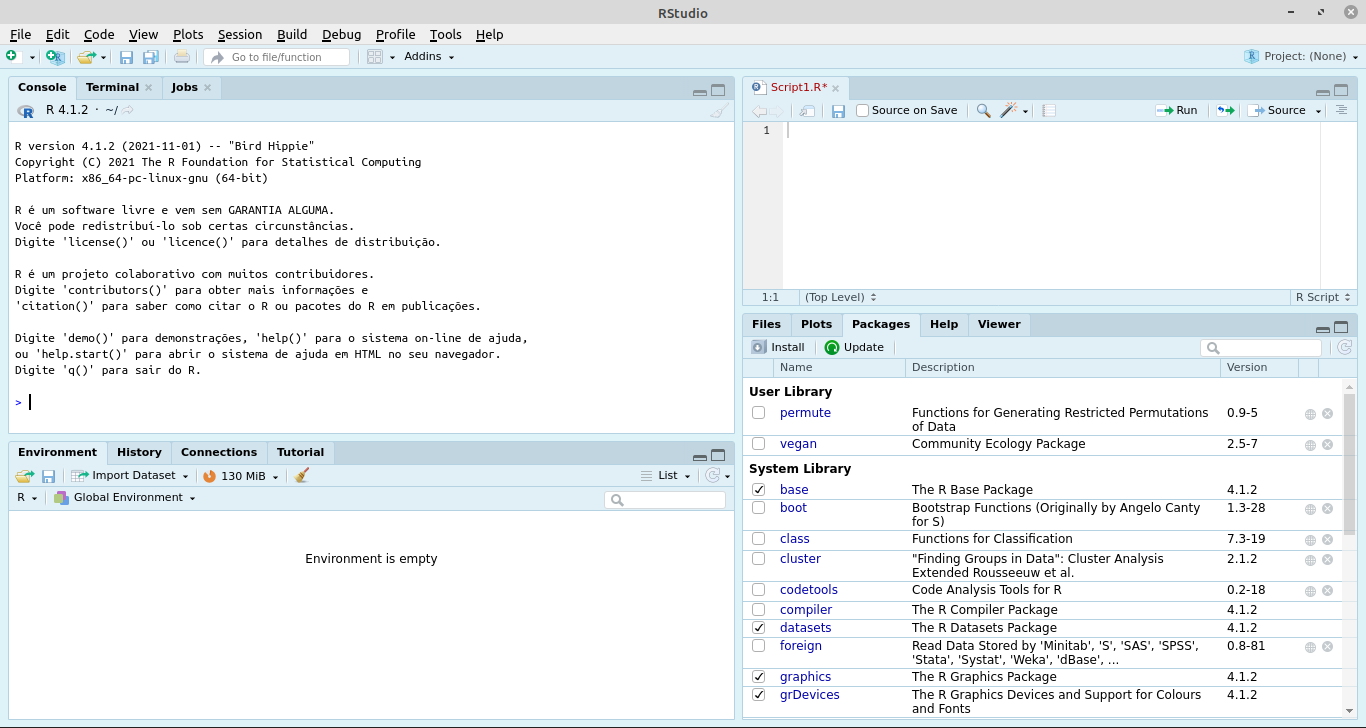 RStudio
File Edit Code View Plots Session Build Debug Profile Tools Help
Go to file/function Addins Project: (None)
Console Terminal Jobs
R 4.1.2 · ~/
R version 4.1.2 (2021-11-01) -- "Bird Hippie"
Copyright (C) 2021 The R Foundation for Statistical Computing
Platform: x86_64-pc-linux-gnu (64-bit)
R é um software livre e vem sem GARANTIA ALGUMA.
Você pode redistribuí-lo sob certas circunstâncias.
Digite 'license()' ou 'licence()' para detalhes de distribuição.
R é um projeto colaborativo com muitos contribuidores.
Digite 'contributors()' para obter mais informações e
'citation()' para saber como citar o R ou pacotes do R em publicações.
Digite 'demo()' para demonstrações, 'help()' para o sistema on-line de ajuda,
ou 'help.start()' para abrir o sistema de ajuda em HTML no seu navegador.
Digite 'q()' para sair do R.
>
Environment History Connections Tutorial
Import Dataset 130 MiB List
R Global Environment
Environment is empty
Script1.R*
Source on Save Run Source
1
1:1 (Top Level) R Script
Files Plots Packages Help Viewer
Install Update
Name Description Version
User Library
permute Functions for Generating Restricted Permutations 0.9-5
of Data
vegan Community Ecology Package 2.5-7
System Library
base The R Base Package 4.1.2
boot Bootstrap Functions (Originally by Angelo Canty 1.3-28
for S)
class Functions for Classification 7.3-19
cluster "Finding Groups in Data": Cluster Analysis 2.1.2
Extended Rousseeuw et al.
codetools Code Analysis Tools for R 0.2-18
compiler The R Compiler Package 4.1.2
datasets The R Datasets Package 4.1.2
foreign Read Data Stored by 'Minitab', 'S', 'SAS', 'SPSS', 0.8-81
'Stata', 'Systat', 'Weka', 'dBase', ...
graphics The R Graphics Package 4.1.2
grDevices The R Graphics Devices and Support for Colours 4.1.2
and Fonts